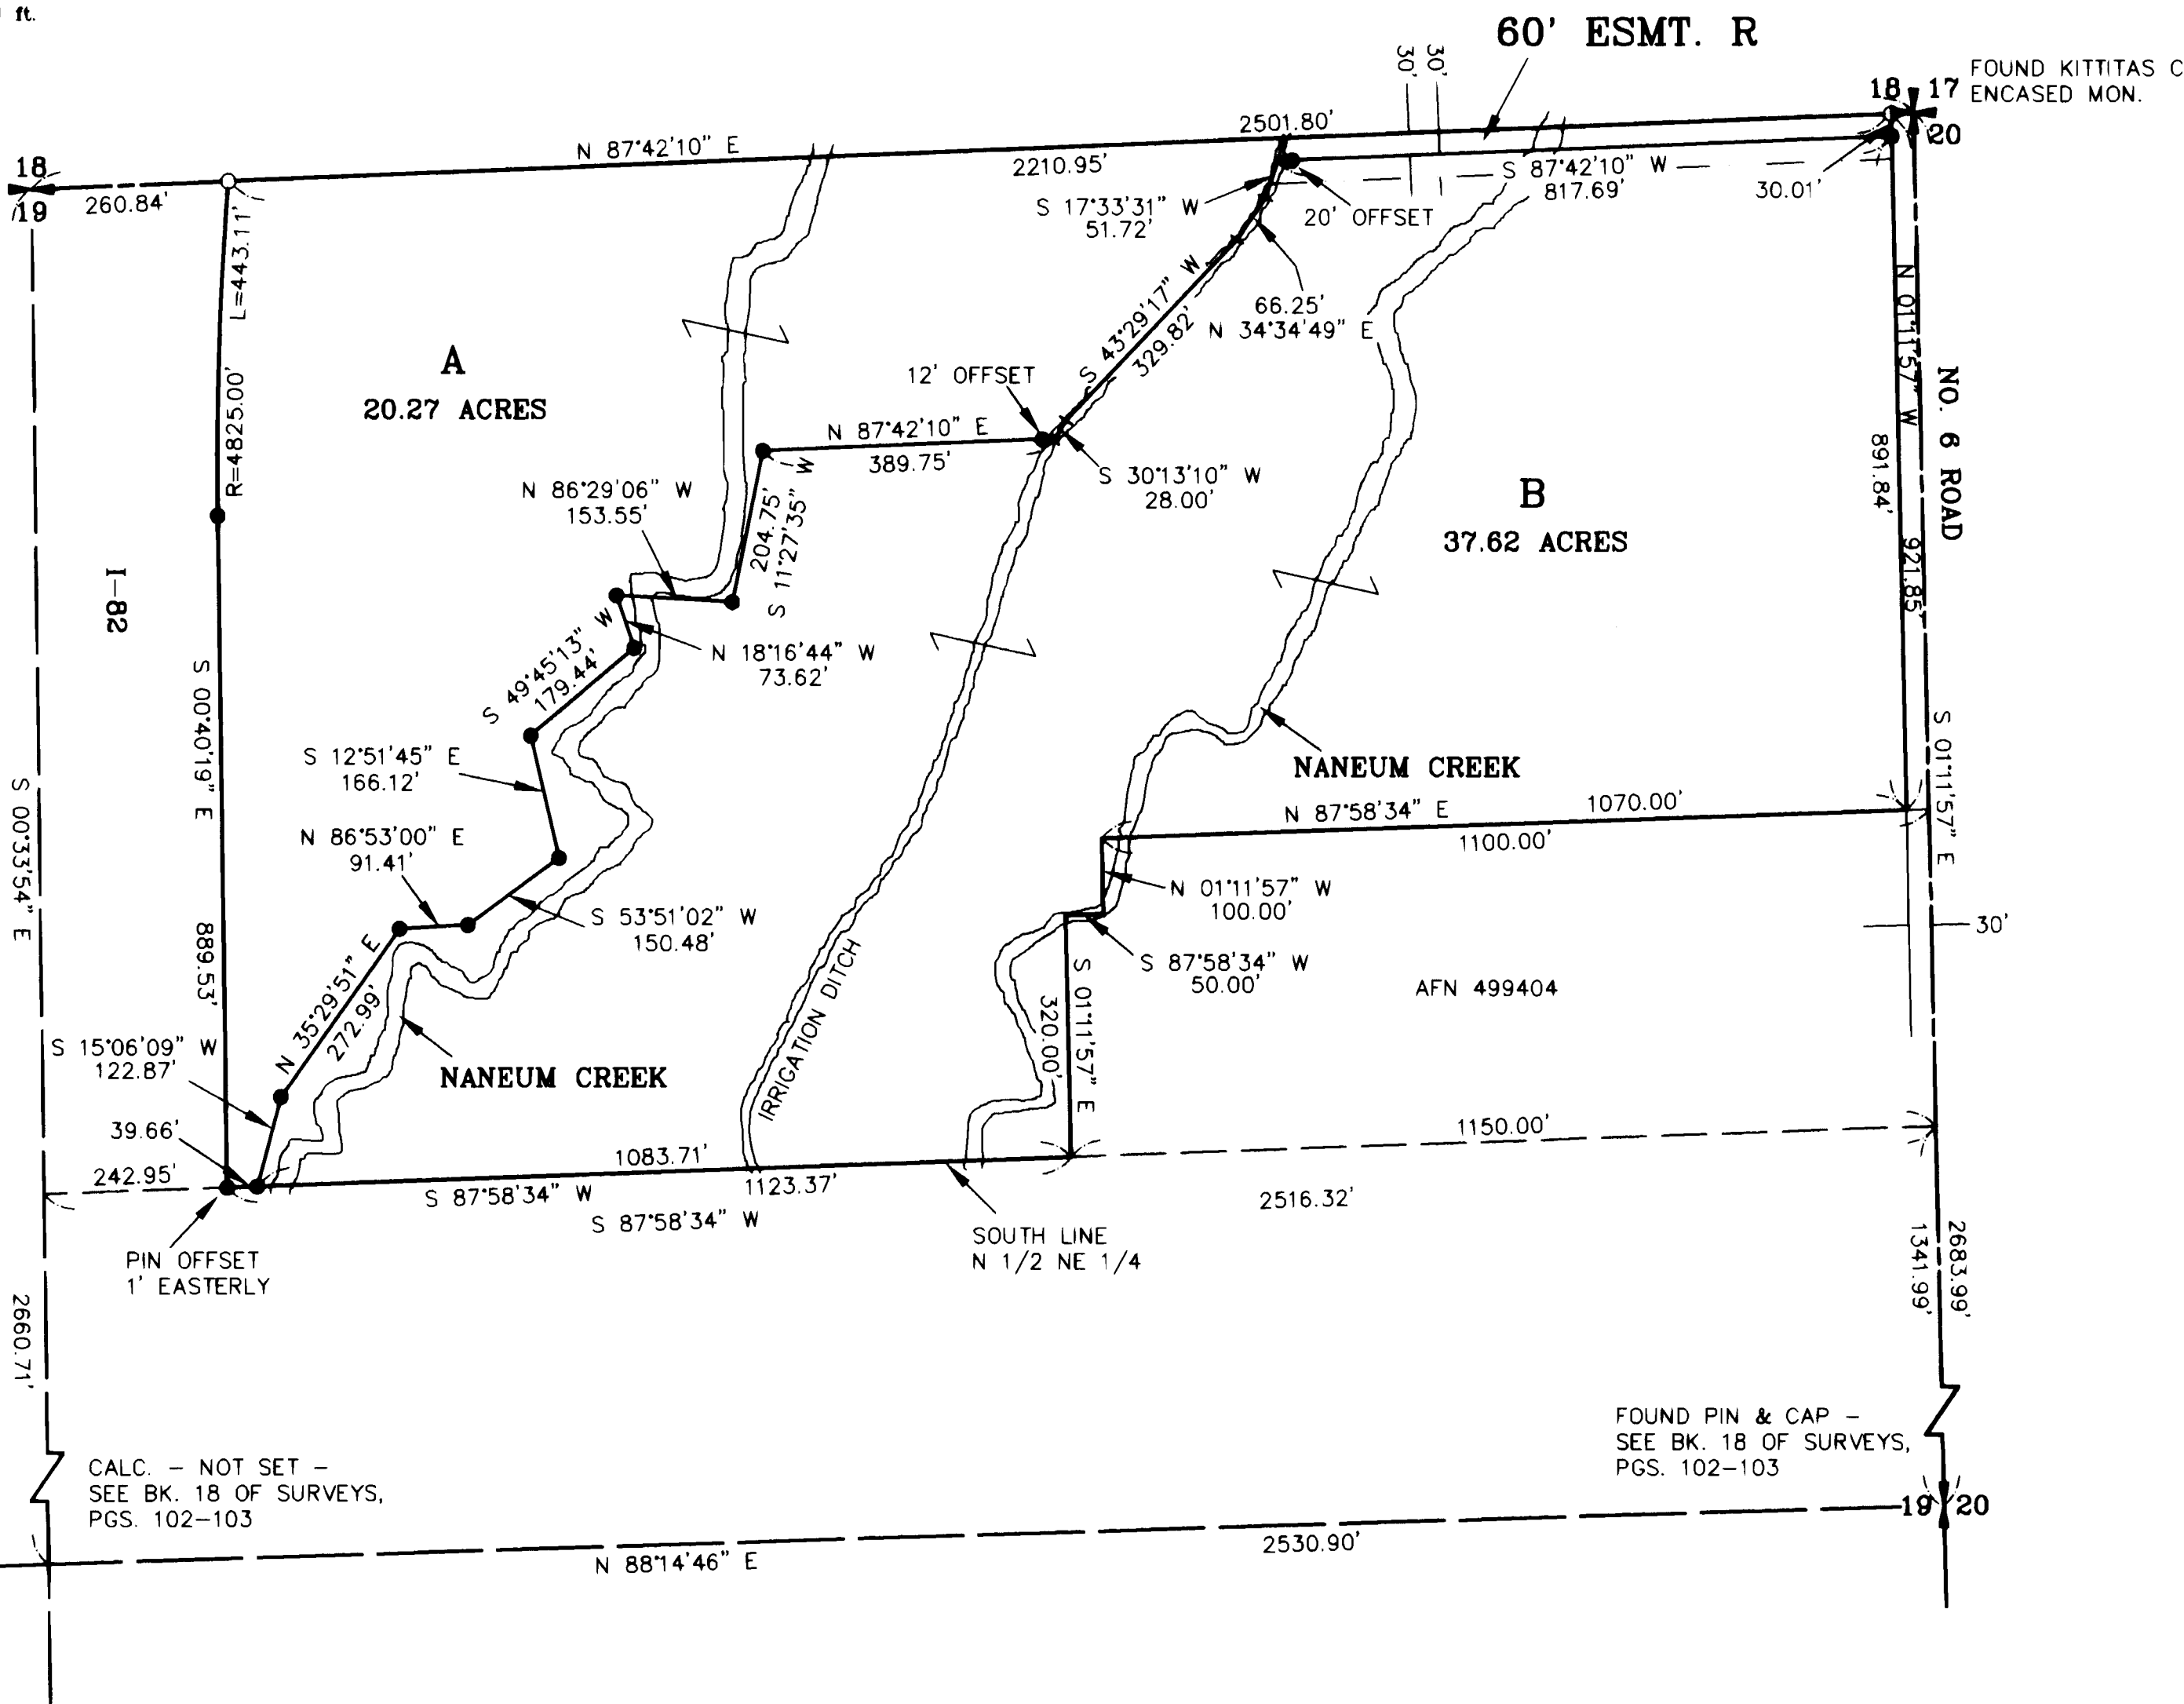 ft.
60' ESMT. R
30'
30'
FOUND KITTITAS C
ENCASED MON.
18
17
20
2501.80'
N 87°42'10" E
2210.95'
18
19
260.84'
S 87°42'10" W
817.69'
30.01'
S 17°33'31" W
51.72'
20' OFFSET
L=443.11'
R=4825.00'
66.25'
N 34°34'49" E
S 43°29'17" W
329.82'
N 01°11'57" W
891.84'
921.85'
NO. 6 ROAD
A
20.27 ACRES
12' OFFSET
N 87°42'10" E
389.75'
S 30°13'10" W
28.00'
B
37.62 ACRES
N 86°29'06" W
153.55'
204.75'
S 11°27'35" W
I-82
N 18°16'44" W
73.62'
S 49°45'13" W
179.44'
S 00°40'19" E
889.53'
S 00°33'54" E
S 12°51'45" E
166.12'
NANEUM CREEK
S 01°11'57" E
N 87°58'34" E
1070.00'
1100.00'
N 86°53'00" E
91.41'
N 01°11'57" W
100.00'
S 53°51'02" W
150.48'
30'
S 87°58'34" W
50.00'
AFN 499404
S 01°11'57" E
320.00'
IRRIGATION DITCH
N 35°29'51" E
272.99'
S 15°06'09" W
122.87'
NANEUM CREEK
39.66'
242.95'
1083.71'
1150.00'
S 87°58'34" W
1123.37'
S 87°58'34" W
2516.32'
SOUTH LINE
N 1/2 NE 1/4
PIN OFFSET
1' EASTERLY
2660.71'
2683.99'
1341.99'
FOUND PIN & CAP -
SEE BK. 18 OF SURVEYS,
PGS. 102-103
CALC. - NOT SET -
SEE BK. 18 OF SURVEYS,
PGS. 102-103
19
20
2530.90'
N 88°14'46" E